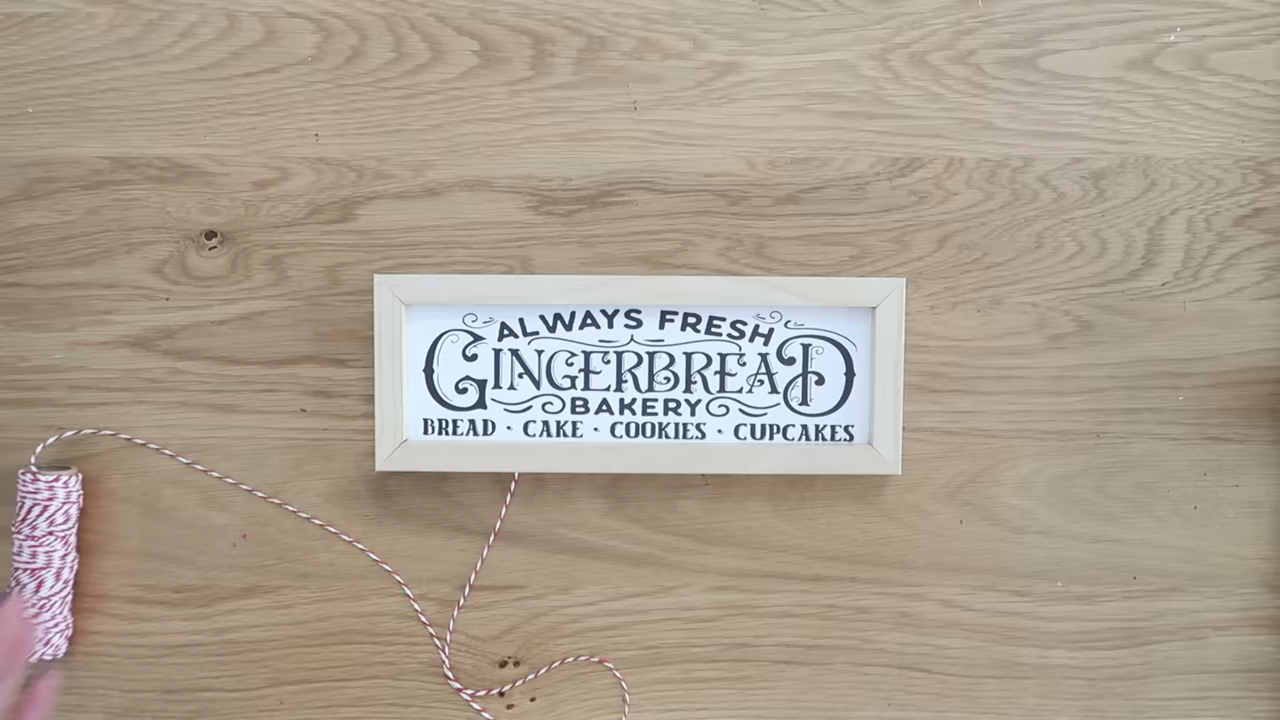 ALWAYS FRESH
GINGERBREAD
BAKERY
BREAD · CAKE · COOKIES · CUPCAKES